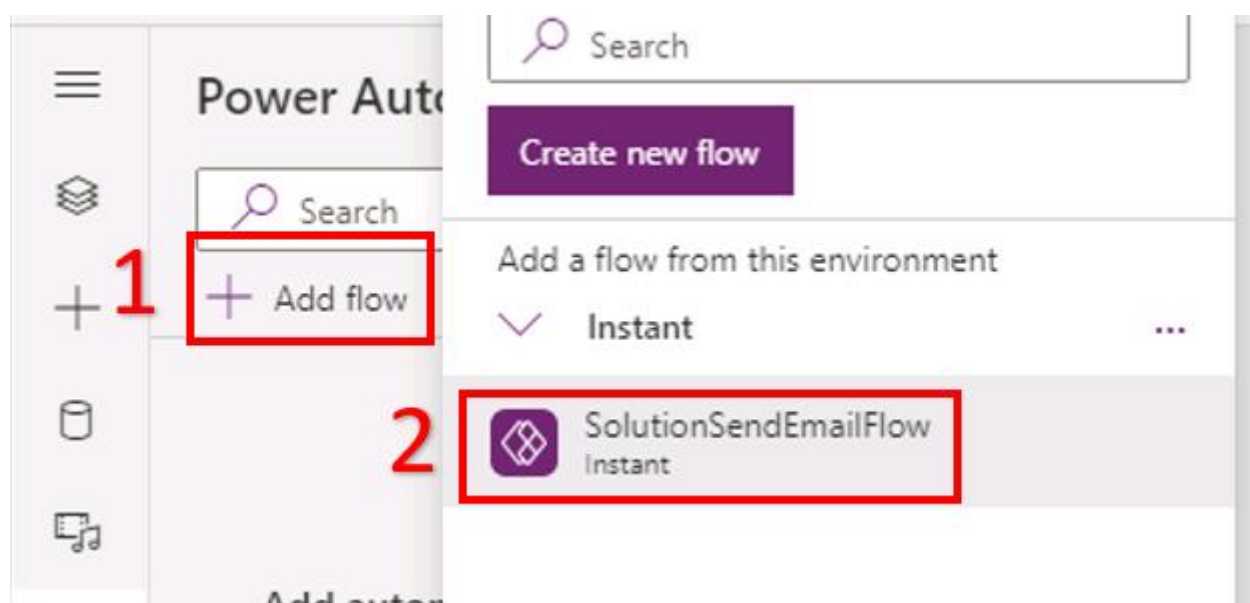 Power Auto
Search
1
Add flow
Search
Create new flow
Add a flow from this environment
Instant
...
2
SolutionSendEmailFlow
Instant